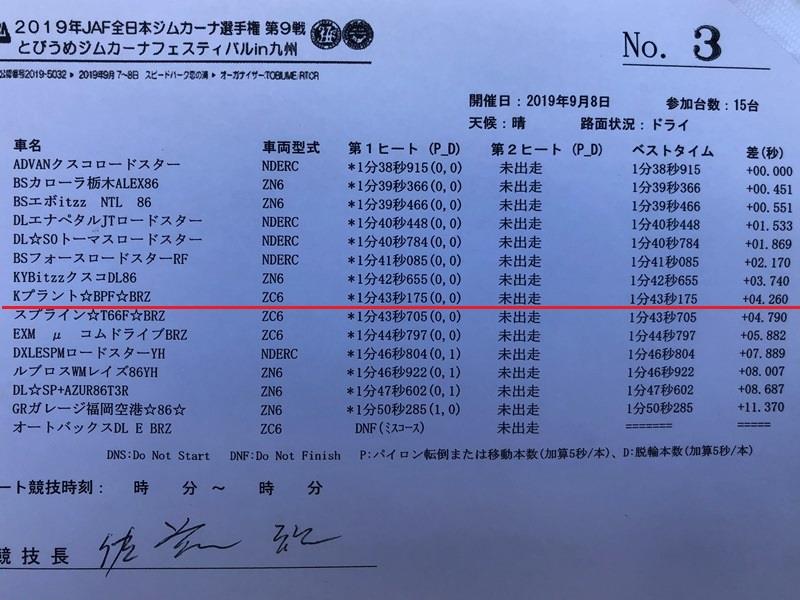 2019年JAF全日本ジムカーナ選手権 第9戦
とびうめジムカーナフェスティバルin九州
No. 3
公認番号2019-5032 ▶ 2019年9月7~8日 スピードパーク恋の浦 ▶ オーガナイザー:TOBIUME/RTCR
開催日:2019年9月8日 参加台数:15台
天候:晴 路面状況:ドライ
車名 車両型式 第1ヒート (P_D) 第2ヒート (P_D) ベストタイム 差(秒)
ADVANクスコロードスター NDERC *1分38秒915(0,0) 未出走 1分38秒915 +00.000
BSカローラ栃木ALEX86 ZN6 *1分39秒366(0,0) 未出走 1分39秒366 +00.451
BSエボitzz NTL 86 ZN6 *1分39秒466(0,0) 未出走 1分39秒466 +00.551
DLエナペタルJTロードスター NDERC *1分40秒448(0,0) 未出走 1分40秒448 +01.533
DL☆SOトーマスロードスター NDERC *1分40秒784(0,0) 未出走 1分40秒784 +01.869
BSフォースロードスターRF NDERC *1分41秒085(0,0) 未出走 1分41秒085 +02.170
KYBitzzクスコDL86 ZN6 *1分42秒655(0,0) 未出走 1分42秒655 +03.740
Kプラント☆BPF☆BRZ ZC6 *1分43秒175(0,0) 未出走 1分43秒175 +04.260
スプライン☆T66F☆BRZ ZC6 *1分43秒705(0,0) 未出走 1分43秒705 +04.790
EXM μ コムドライブBRZ ZC6 *1分44秒797(0,0) 未出走 1分44秒797 +05.882
DXLESPMロードスターYH NDERC *1分46秒804(0,1) 未出走 1分46秒804 +07.889
ルブロスWMレイズ86YH ZN6 *1分46秒922(0,1) 未出走 1分46秒922 +08.007
DL☆SP+AZUR86T3R ZN6 *1分47秒602(0,1) 未出走 1分47秒602 +08.687
GRガレージ福岡空港☆86☆ ZN6 *1分50秒285(1,0) 未出走 1分50秒285 +11.370
オートバックスDL E BRZ ZC6 DNF(ミスコース) 未出走 ======= =====
DNS:Do Not Start DNF:Do Not Finish P:パイロン転倒または移動本数(加算5秒/本)、D:脱輪本数(加算5秒/本)
ート競技時刻: 時 分 ~ 時 分
競技長